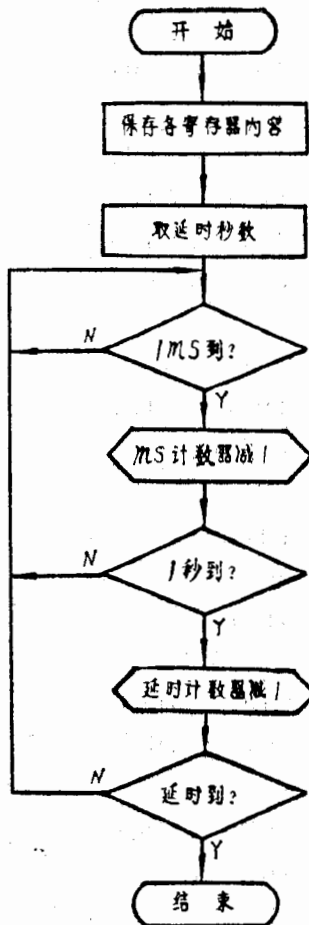 开始
保存各寄存器内容
取延时秒数
1MS到?
N
Y
MS计数器减1
1秒到?
N
Y
延时计数器减1
延时到?
N
Y
结束